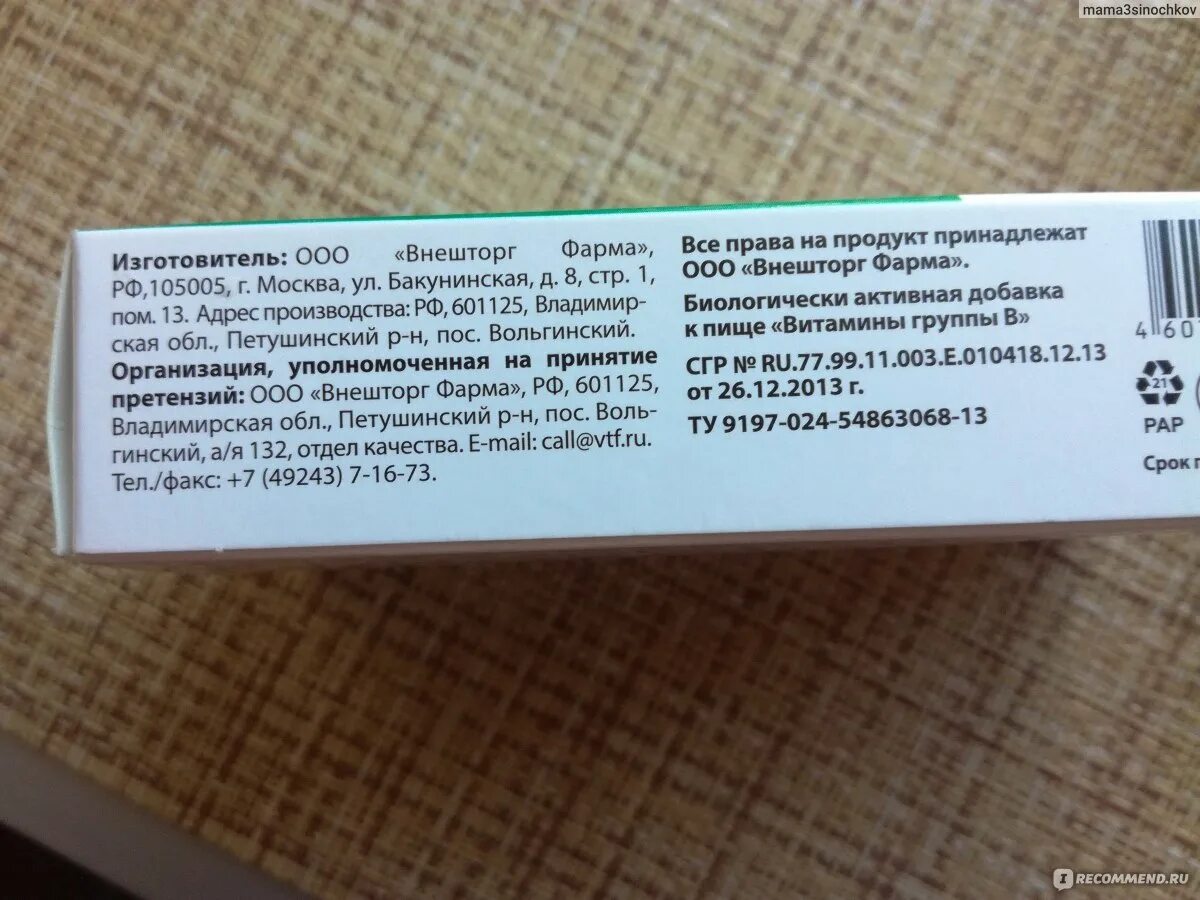 mama3sinochkov
Изготовитель: ООО «Внешторг Фарма»,
РФ,105005, г. Москва, ул. Бакунинская, д. 8, стр. 1,
пом. 13. Адрес производства: РФ, 601125, Владимир-
ская обл., Петушинский р-н, пос. Вольгинский.
Организация, уполномоченная на принятие
претензий: ООО «Внешторг Фарма», РФ, 601125,
Владимирская обл., Петушинский р-н, пос. Воль-
гинский, а/я 132, отдел качества. E-mail: call@vtf.ru.
Тел./факс: +7 (49243) 7-16-73.
Все права на продукт принадлежат
ООО «Внешторг Фарма».
Биологически активная добавка
к пище «Витамины группы В»
СГР № RU.77.99.11.003.Е.010418.12.13
от 26.12.2013 г.
ТУ 9197-024-54863068-13
4 60
21
PAP
Срок
I RECOMMEND.RU